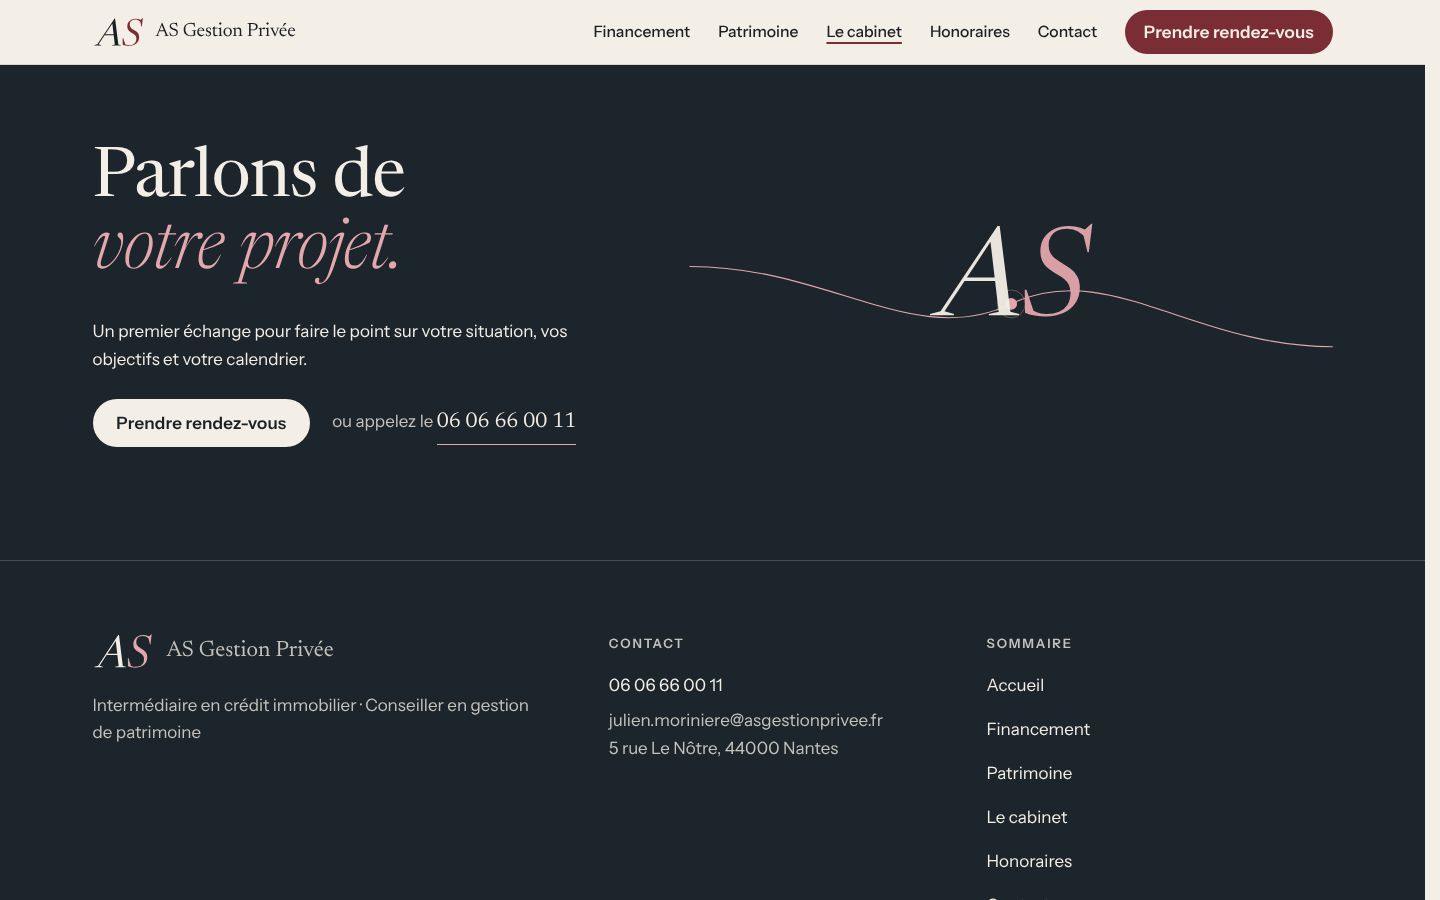 AS AS Gestion Privée
Financement Patrimoine Le cabinet Honoraires Contact Prendre rendez-vous
Parlons de
votre projet.
AS
Un premier échange pour faire le point sur votre situation, vos
objectifs et votre calendrier.
Prendre rendez-vous ou appelez le 06 06 66 00 11
AS AS Gestion Privée
Intermédiaire en crédit immobilier · Conseiller en gestion
de patrimoine
CONTACT
06 06 66 00 11
julien.moriniere@asgestionprivee.fr
5 rue Le Nôtre, 44000 Nantes
SOMMAIRE
Accueil
Financement
Patrimoine
Le cabinet
Honoraires